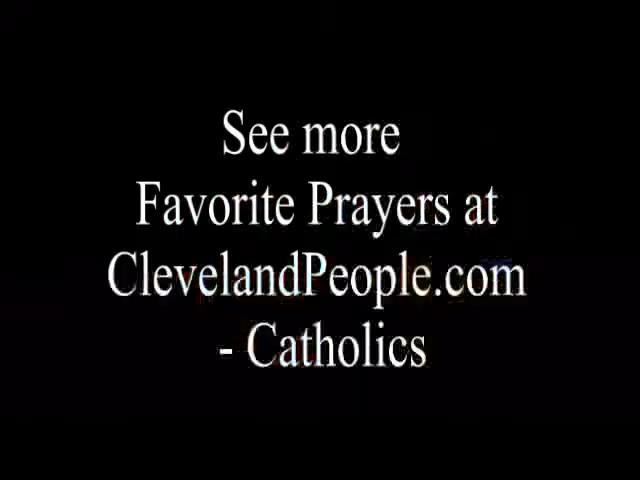 See more
Favorite Prayers at
ClevelandPeople.com
- Catholics